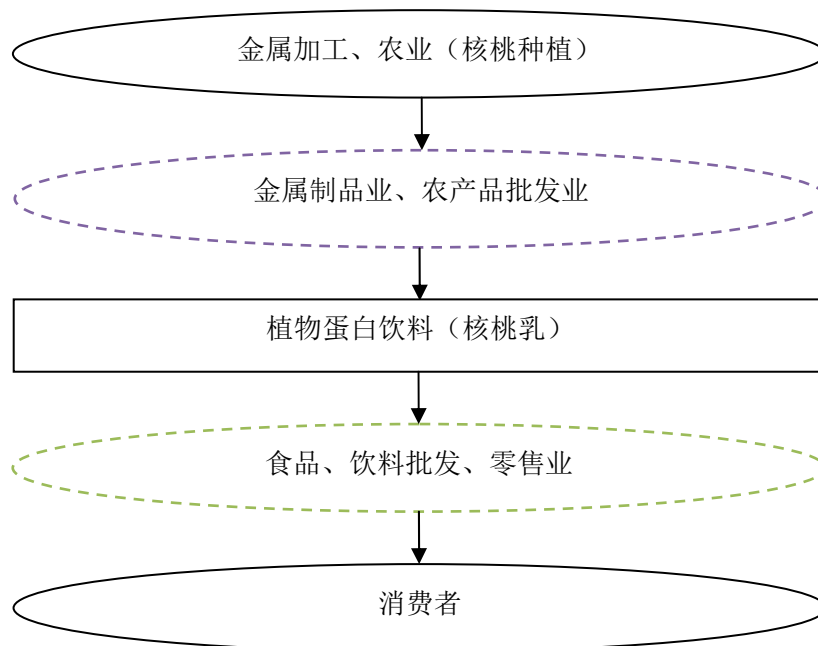 金属加工、农业（核桃种植）
金属制品业、农产品批发业
植物蛋白饮料（核桃乳）
食品、饮料批发、零售业
消费者